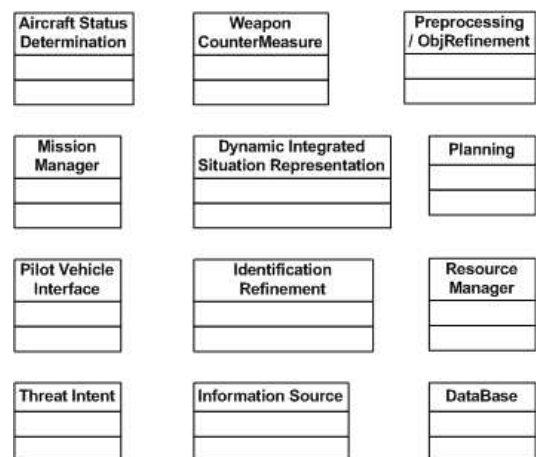 Aircraft Status
Determination
Weapon
CounterMeasure
Preprocessing
/ ObjRefinement
Mission
Manager
Dynamic Integrated
Situation Representation
Planning
Pilot Vehicle
Interface
Identification
Refinement
Resource
Manager
Threat Intent
Information Source
DataBase